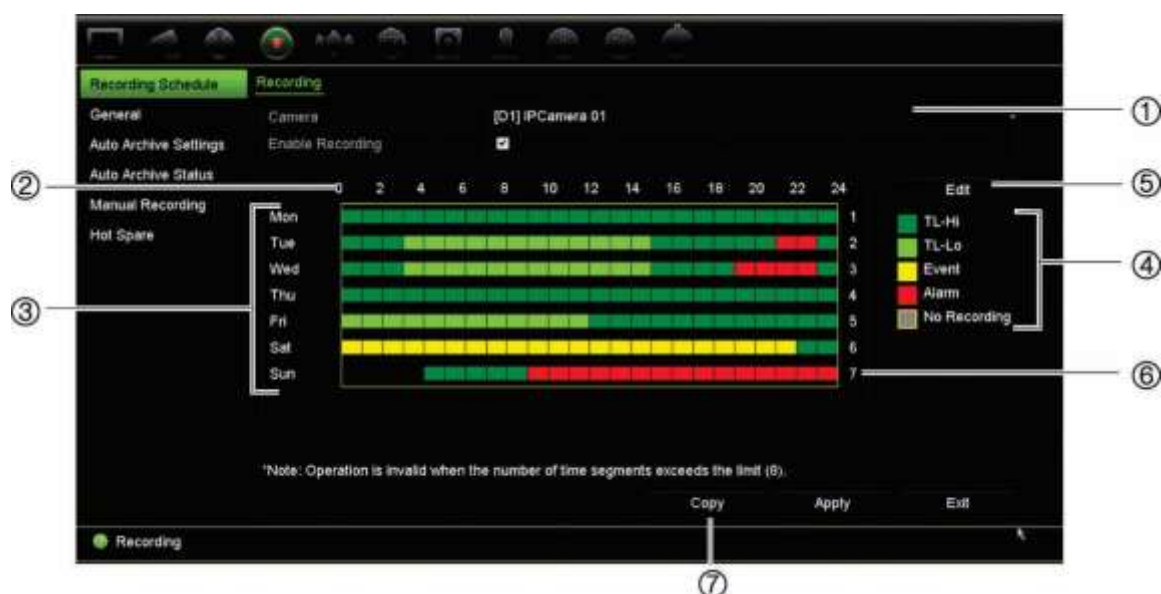 Recording Schedule
Recording
General
Camera
[D1] IPCamera 01
①
Auto Archive Settings
Enable Recording
Auto Archive Status
②
0 2 4 6 8 10 12 14 16 18 20 22 24
Edit
⑤
Manual Recording
Hot Spare
③
Mon 1
Tue 2
Wed 3
Thu 4
Fri 5
Sat 6
Sun 7
TL-Hi
TL-Lo
Event
Alarm
No Recording
④
⑥
*Note: Operation is invalid when the number of time segments exceeds the limit (8).
Copy
Apply
Exit
Recording
⑦